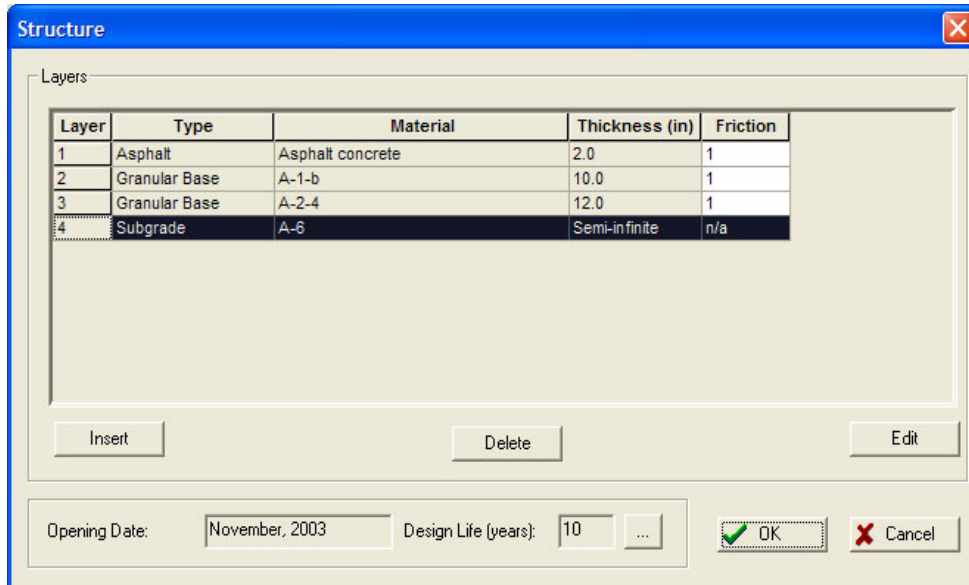 Structure
Layers
Layer Type Material Thickness (in) Friction
1 Asphalt Asphalt concrete 2.0 1
2 Granular Base A-1-b 10.0 1
3 Granular Base A-2-4 12.0 1
4 Subgrade A-6 Semi-infinite n/a
Insert Delete Edit
Opening Date: November, 2003 Design Life (years): 10 ... OK Cancel